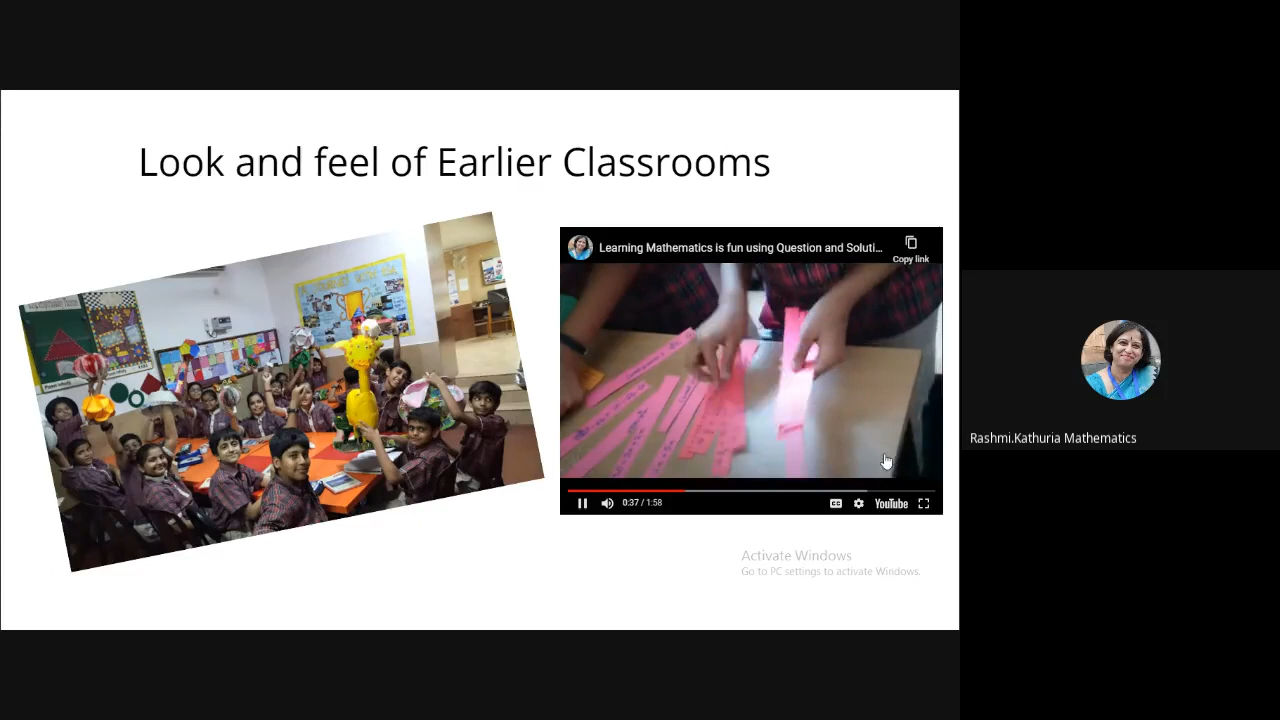 Look and feel of Earlier Classrooms
Learning Mathematics is fun using Question and Soluti...
Copy link
0:37 / 1:58
CC
YouTube
Activate Windows
Go to PC settings to activate Windows.
Rashmi.Kathuria Mathematics